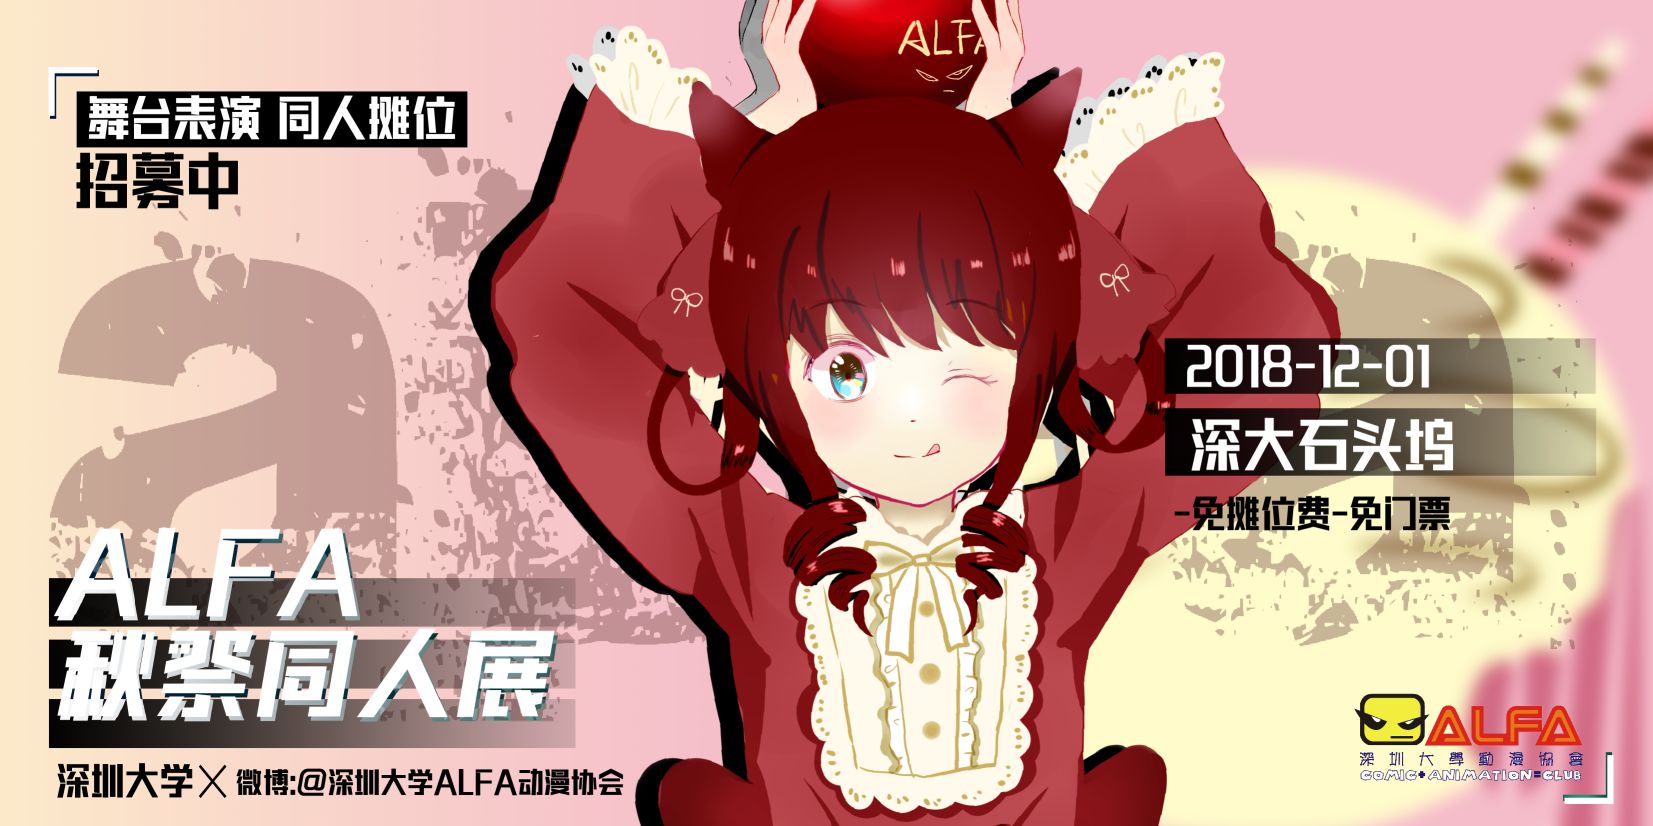 ALFA
舞台表演 同人摊位
招募中
a
a
2018-12-01
深大石头坞
-免摊位费-免门票
ALFA
秋祭同人展
深圳大学X 微博:@深圳大学ALFA动漫协会
ALFA
深圳大學動漫協會
COMIC+ANIMATION=CLUB